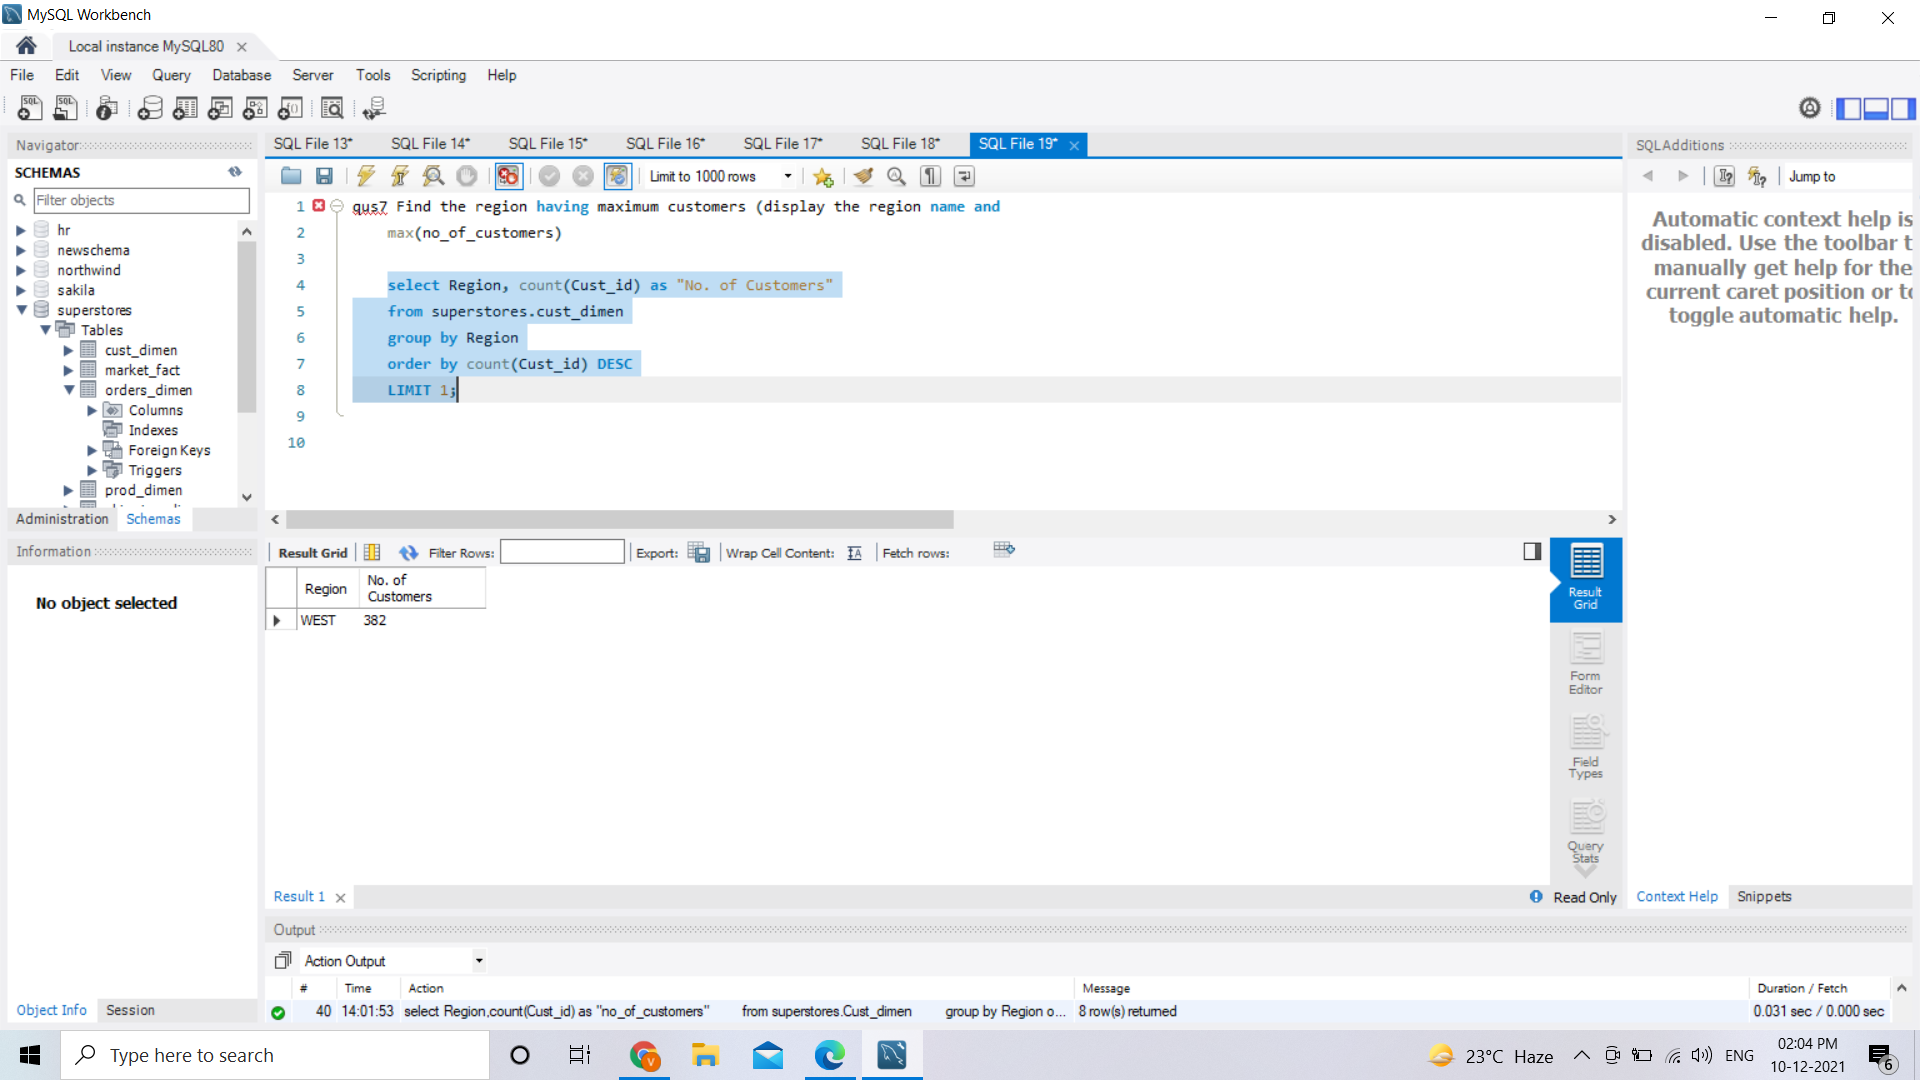 MySQL Workbench
Local instance MySQL80
File Edit View Query Database Server Tools Scripting Help
Navigator
SCHEMAS
Filter objects
hr
newschema
northwind
sakila
superstores
Tables
cust_dimen
market_fact
orders_dimen
Columns
Indexes
Foreign Keys
Triggers
prod_dimen
Administration Schemas
Information
No object selected
Object Info Session
SQL File 13* SQL File 14* SQL File 15* SQL File 16* SQL File 17* SQL File 18* SQL File 19*
Limit to 1000 rows
1 qus7 Find the region having maximum customers (display the region name and
2 max(no_of_customers)
3
4 select Region, count(Cust_id) as "No. of Customers"
5 from superstores.cust_dimen
6 group by Region
7 order by count(Cust_id) DESC
8 LIMIT 1;
9
10
Result Grid Filter Rows: Export: Wrap Cell Content: Fetch rows:
Region No. of
Customers
WEST 382
Result
Grid
Form
Editor
Field
Types
Query
Stats
Result 1
Read Only
Output
Action Output
# Time Action Message Duration / Fetch
40 14:01:53 select Region,count(Cust_id) as "no_of_customers" from superstores.Cust_dimen group by Region o... 8 row(s) returned 0.031 sec / 0.000 sec
SQLAdditions
Jump to
Automatic context help is
disabled. Use the toolbar t
manually get help for the
current caret position or to
toggle automatic help.
Context Help Snippets
Type here to search
23°C Haze
ENG
02:04 PM
10-12-2021
6